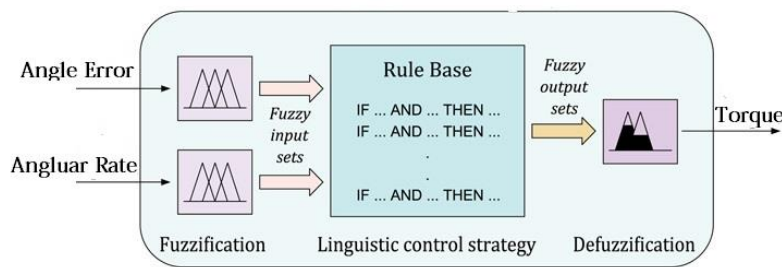 Angle Error
Angluar Rate
Fuzzy
input
sets
Rule Base
IF ... AND ... THEN ...
IF ... AND ... THEN ...
.
.
IF ... AND ... THEN ...
Fuzzy
output
sets
Torque
Fuzzification
Linguistic control strategy
Defuzzification